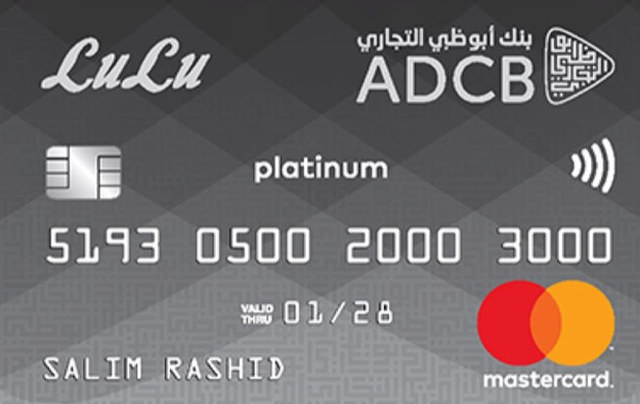 LuLu
بنك أبوظبي التجاري
ADCB
platinum
5193 0500 2000 3000
VALID THRU 01/28
SALIM RASHID
mastercard.